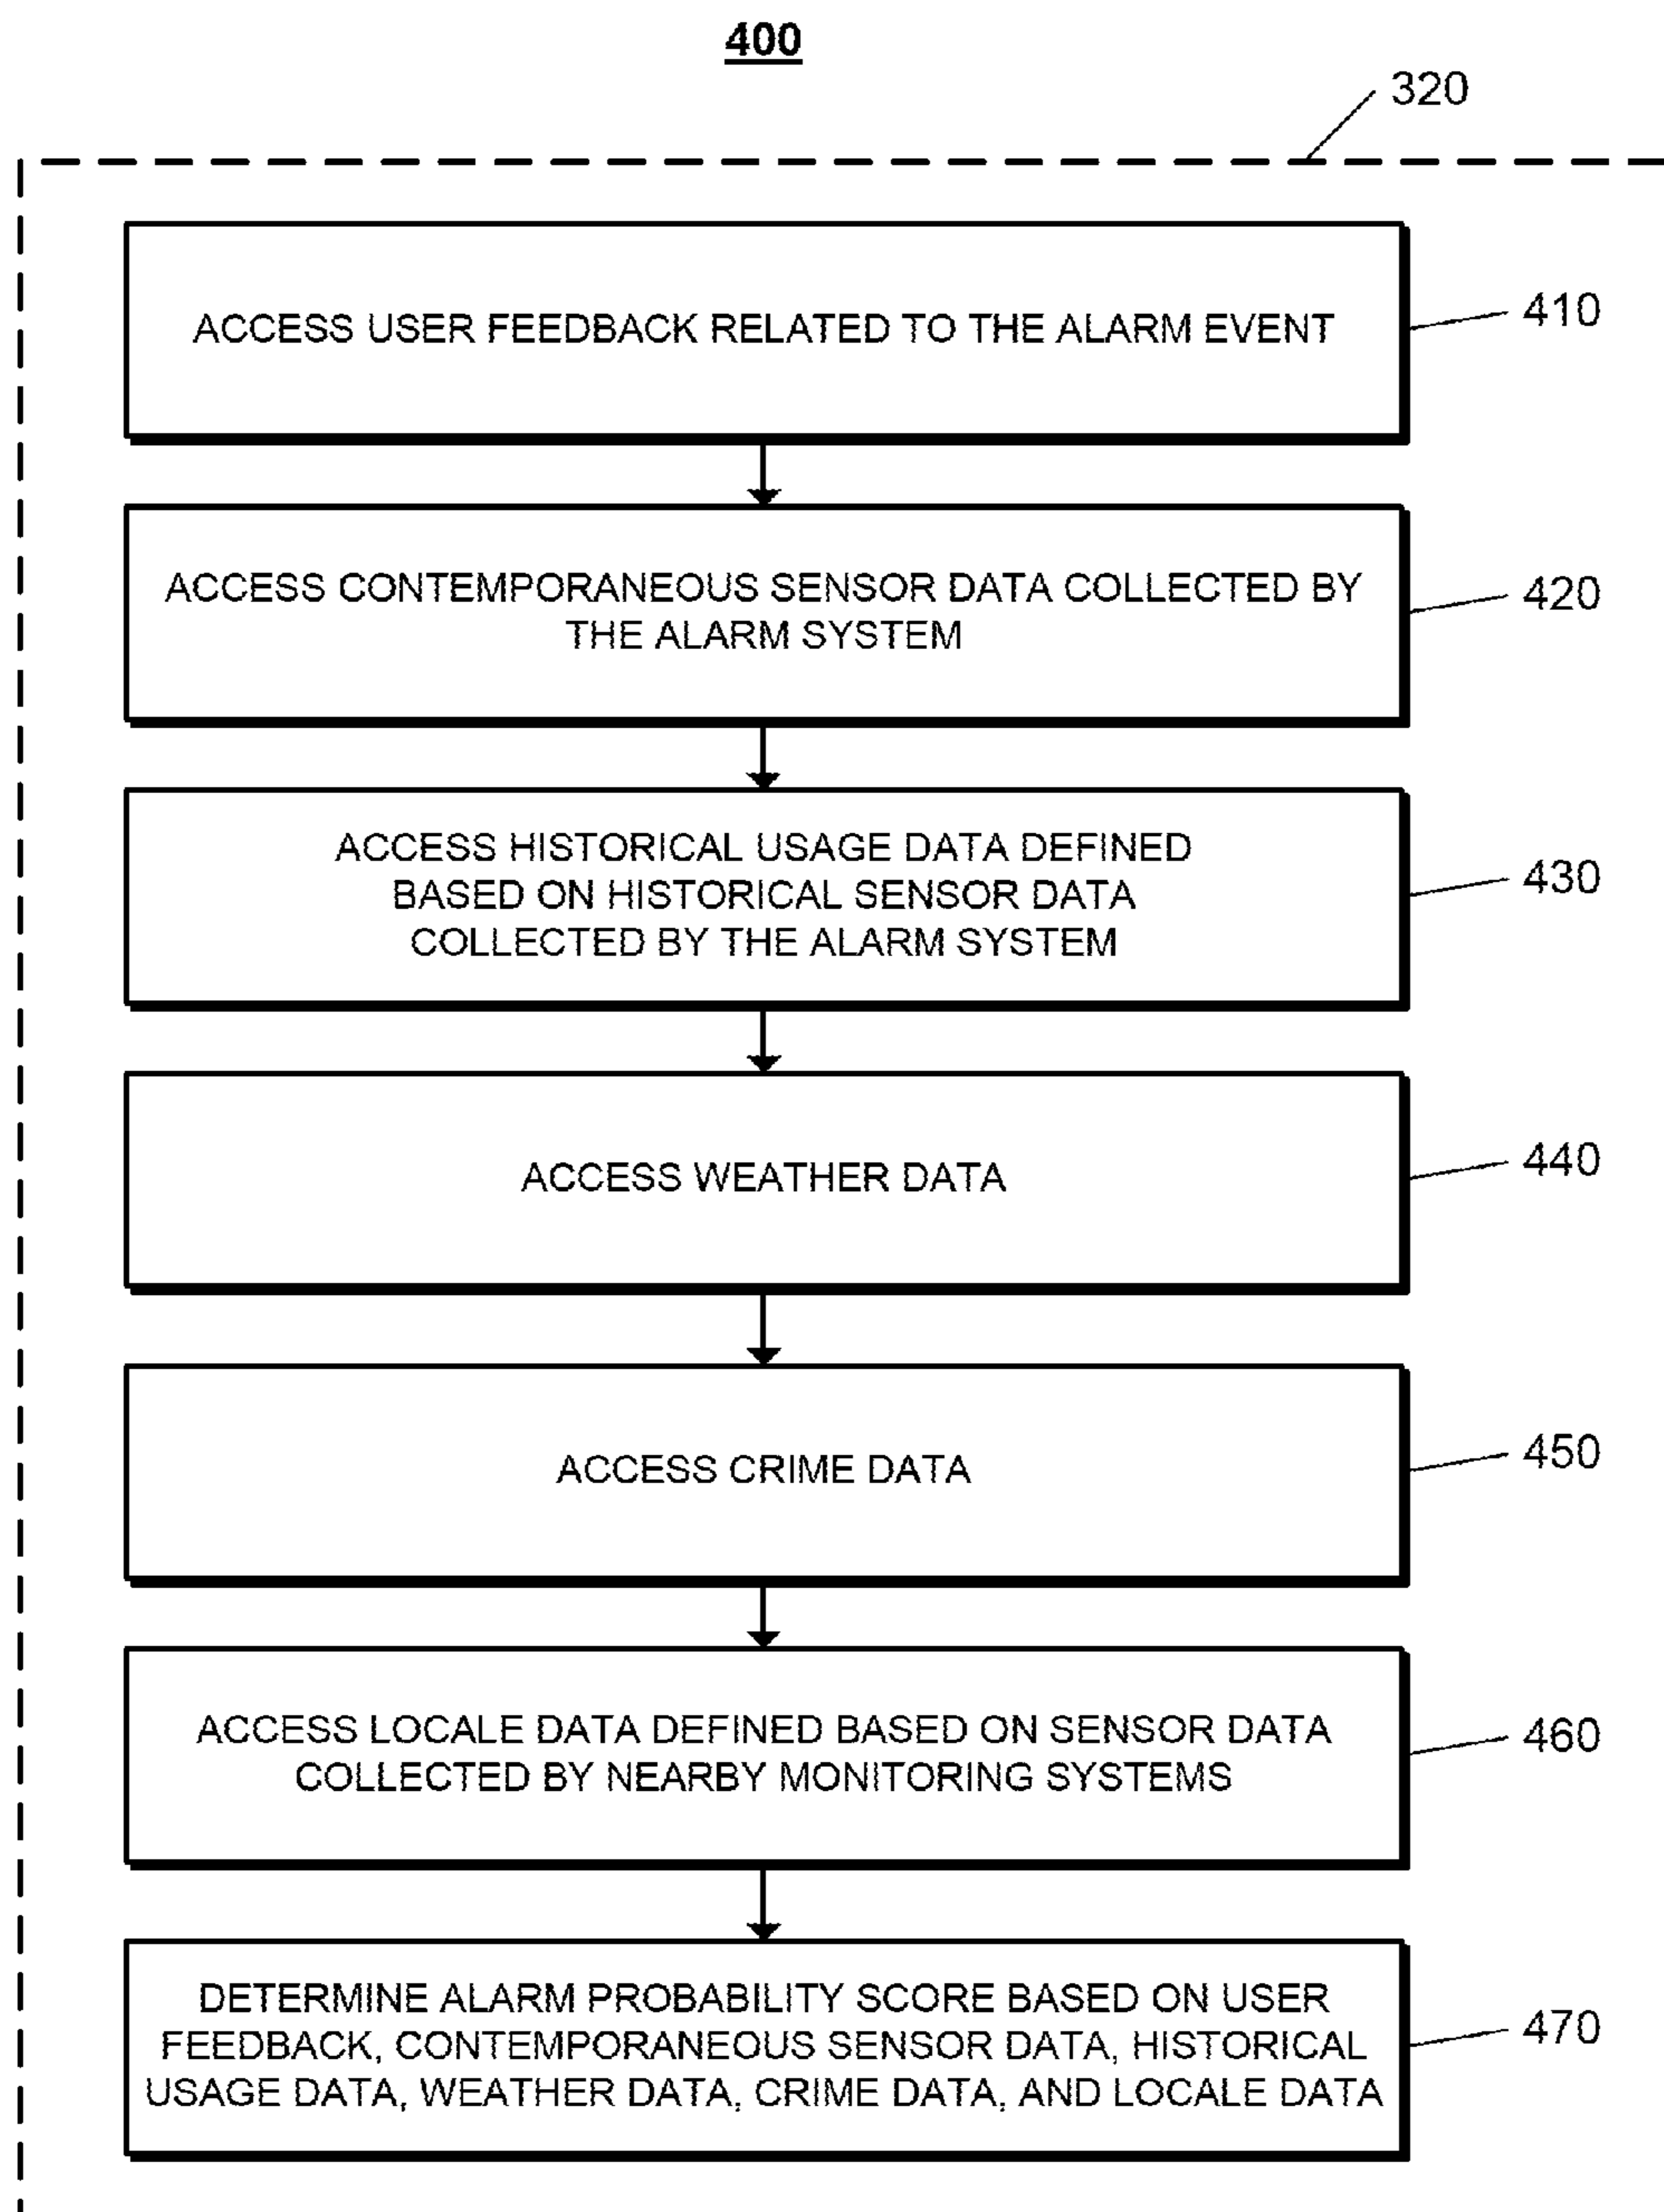 400
320
ACCESS USER FEEDBACK RELATED TO THE ALARM EVENT
410
ACCESS CONTEMPORANEOUS SENSOR DATA COLLECTED BY
THE ALARM SYSTEM
420
ACCESS HISTORICAL USAGE DATA DEFINED
BASED ON HISTORICAL SENSOR DATA
COLLECTED BY THE ALARM SYSTEM
430
ACCESS WEATHER DATA
440
ACCESS CRIME DATA
450
ACCESS LOCALE DATA DEFINED BASED ON SENSOR DATA
COLLECTED BY NEARBY MONITORING SYSTEMS
460
DETERMINE ALARM PROBABILITY SCORE BASED ON USER
FEEDBACK, CONTEMPORANEOUS SENSOR DATA, HISTORICAL
USAGE DATA, WEATHER DATA, CRIME DATA, AND LOCALE DATA
470